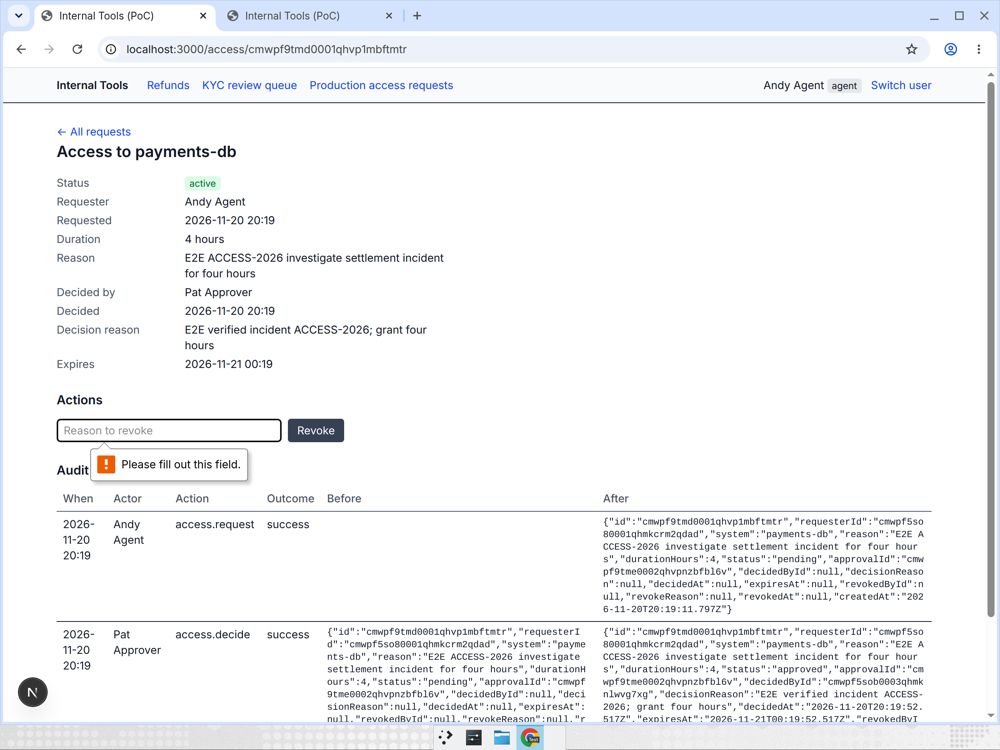 Internal Tools (PoC)
Internal Tools (PoC)
localhost:3000/access/cmwpf9tmd0001qhvp1mbftmtr
Internal Tools Refunds KYC review queue Production access requests Andy Agent agent Switch user
← All requests
Access to payments-db
Status active
Requester Andy Agent
Requested 2026-11-20 20:19
Duration 4 hours
Reason E2E ACCESS-2026 investigate settlement incident
for four hours
Decided by Pat Approver
Decided 2026-11-20 20:19
Decision reason E2E verified incident ACCESS-2026; grant four
hours
Expires 2026-11-21 00:19
Actions
Reason to revoke Revoke
Please fill out this field.
Audit
When Actor Action Outcome Before After
2026-
11-20
20:19
Andy
Agent
access.request
success
{"id":"cmwpf9tmd0001qhvp1mbftmtr","requesterId":"cmwpf5so
80001qhmkcrm2qdad","system":"payments-db","reason":"E2E A
CCESS-2026 investigate settlement incident for four hour
s","durationHours":4,"status":"pending","approvalId":"cmw
pf9tme0002qhvpnzbfbl6v","decidedById":null,"decisionReaso
n":null,"decidedAt":null,"expiresAt":null,"revokedById":n
ull,"revokeReason":null,"revokedAt":null,"createdAt":"202
6-11-20T20:19:11.797Z"}
2026-
11-20
20:19
Pat
Approver
access.decide
success
{"id":"cmwpf9tmd0001qhvp1mbftmtr","requesterI
d":"cmwpf5so80001qhmkcrm2qdad","system":"payme
nts-db","reason":"E2E ACCESS-2026 investigate
settlement incident for four hours","durationH
ours":4,"status":"pending","approvalId":"cmwpf
9tme0002qhvpnzbfbl6v","decidedById":null,"deci
sionReason":null,"decidedAt":null,"expiresAt":
null,"revokedById":null,"revokeReason":null,"r
{"id":"cmwpf9tmd0001qhvp1mbftmtr","requesterId":"cmwpf5so
80001qhmkcrm2qdad","system":"payments-db","reason":"E2E A
CCESS-2026 investigate settlement incident for four hour
s","durationHours":4,"status":"approved","approvalId":"cm
wpf9tme0002qhvpnzbfbl6v","decidedById":"cmwpf5sob0003qhmk
nlwvg7xg","decisionReason":"E2E verified incident ACCESS-
2026; grant four hours","decidedAt":"2026-11-20T20:19:52.
517Z","expiresAt":"2026-11-21T00:19:52.517Z","revokedByI
N